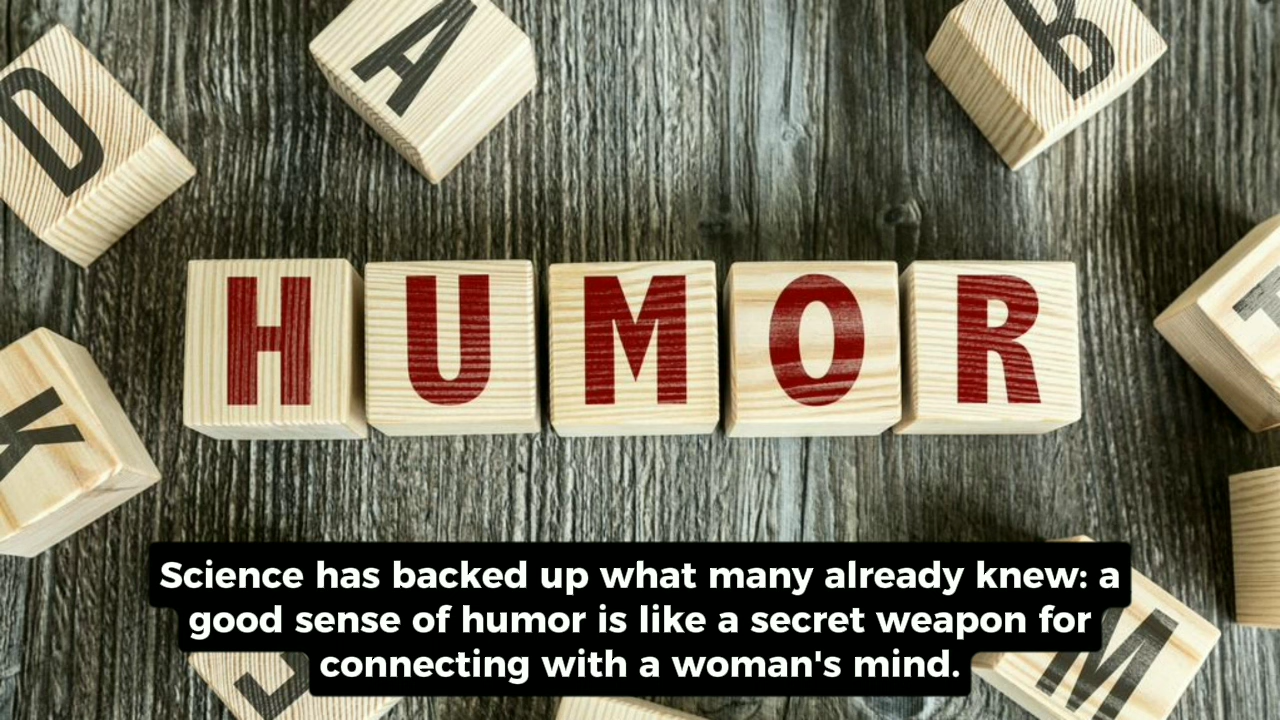 D
A
B
HUMOR
K
Science has backed up what many already knew: a
good sense of humor is like a secret weapon for
connecting with a woman's mind.
M